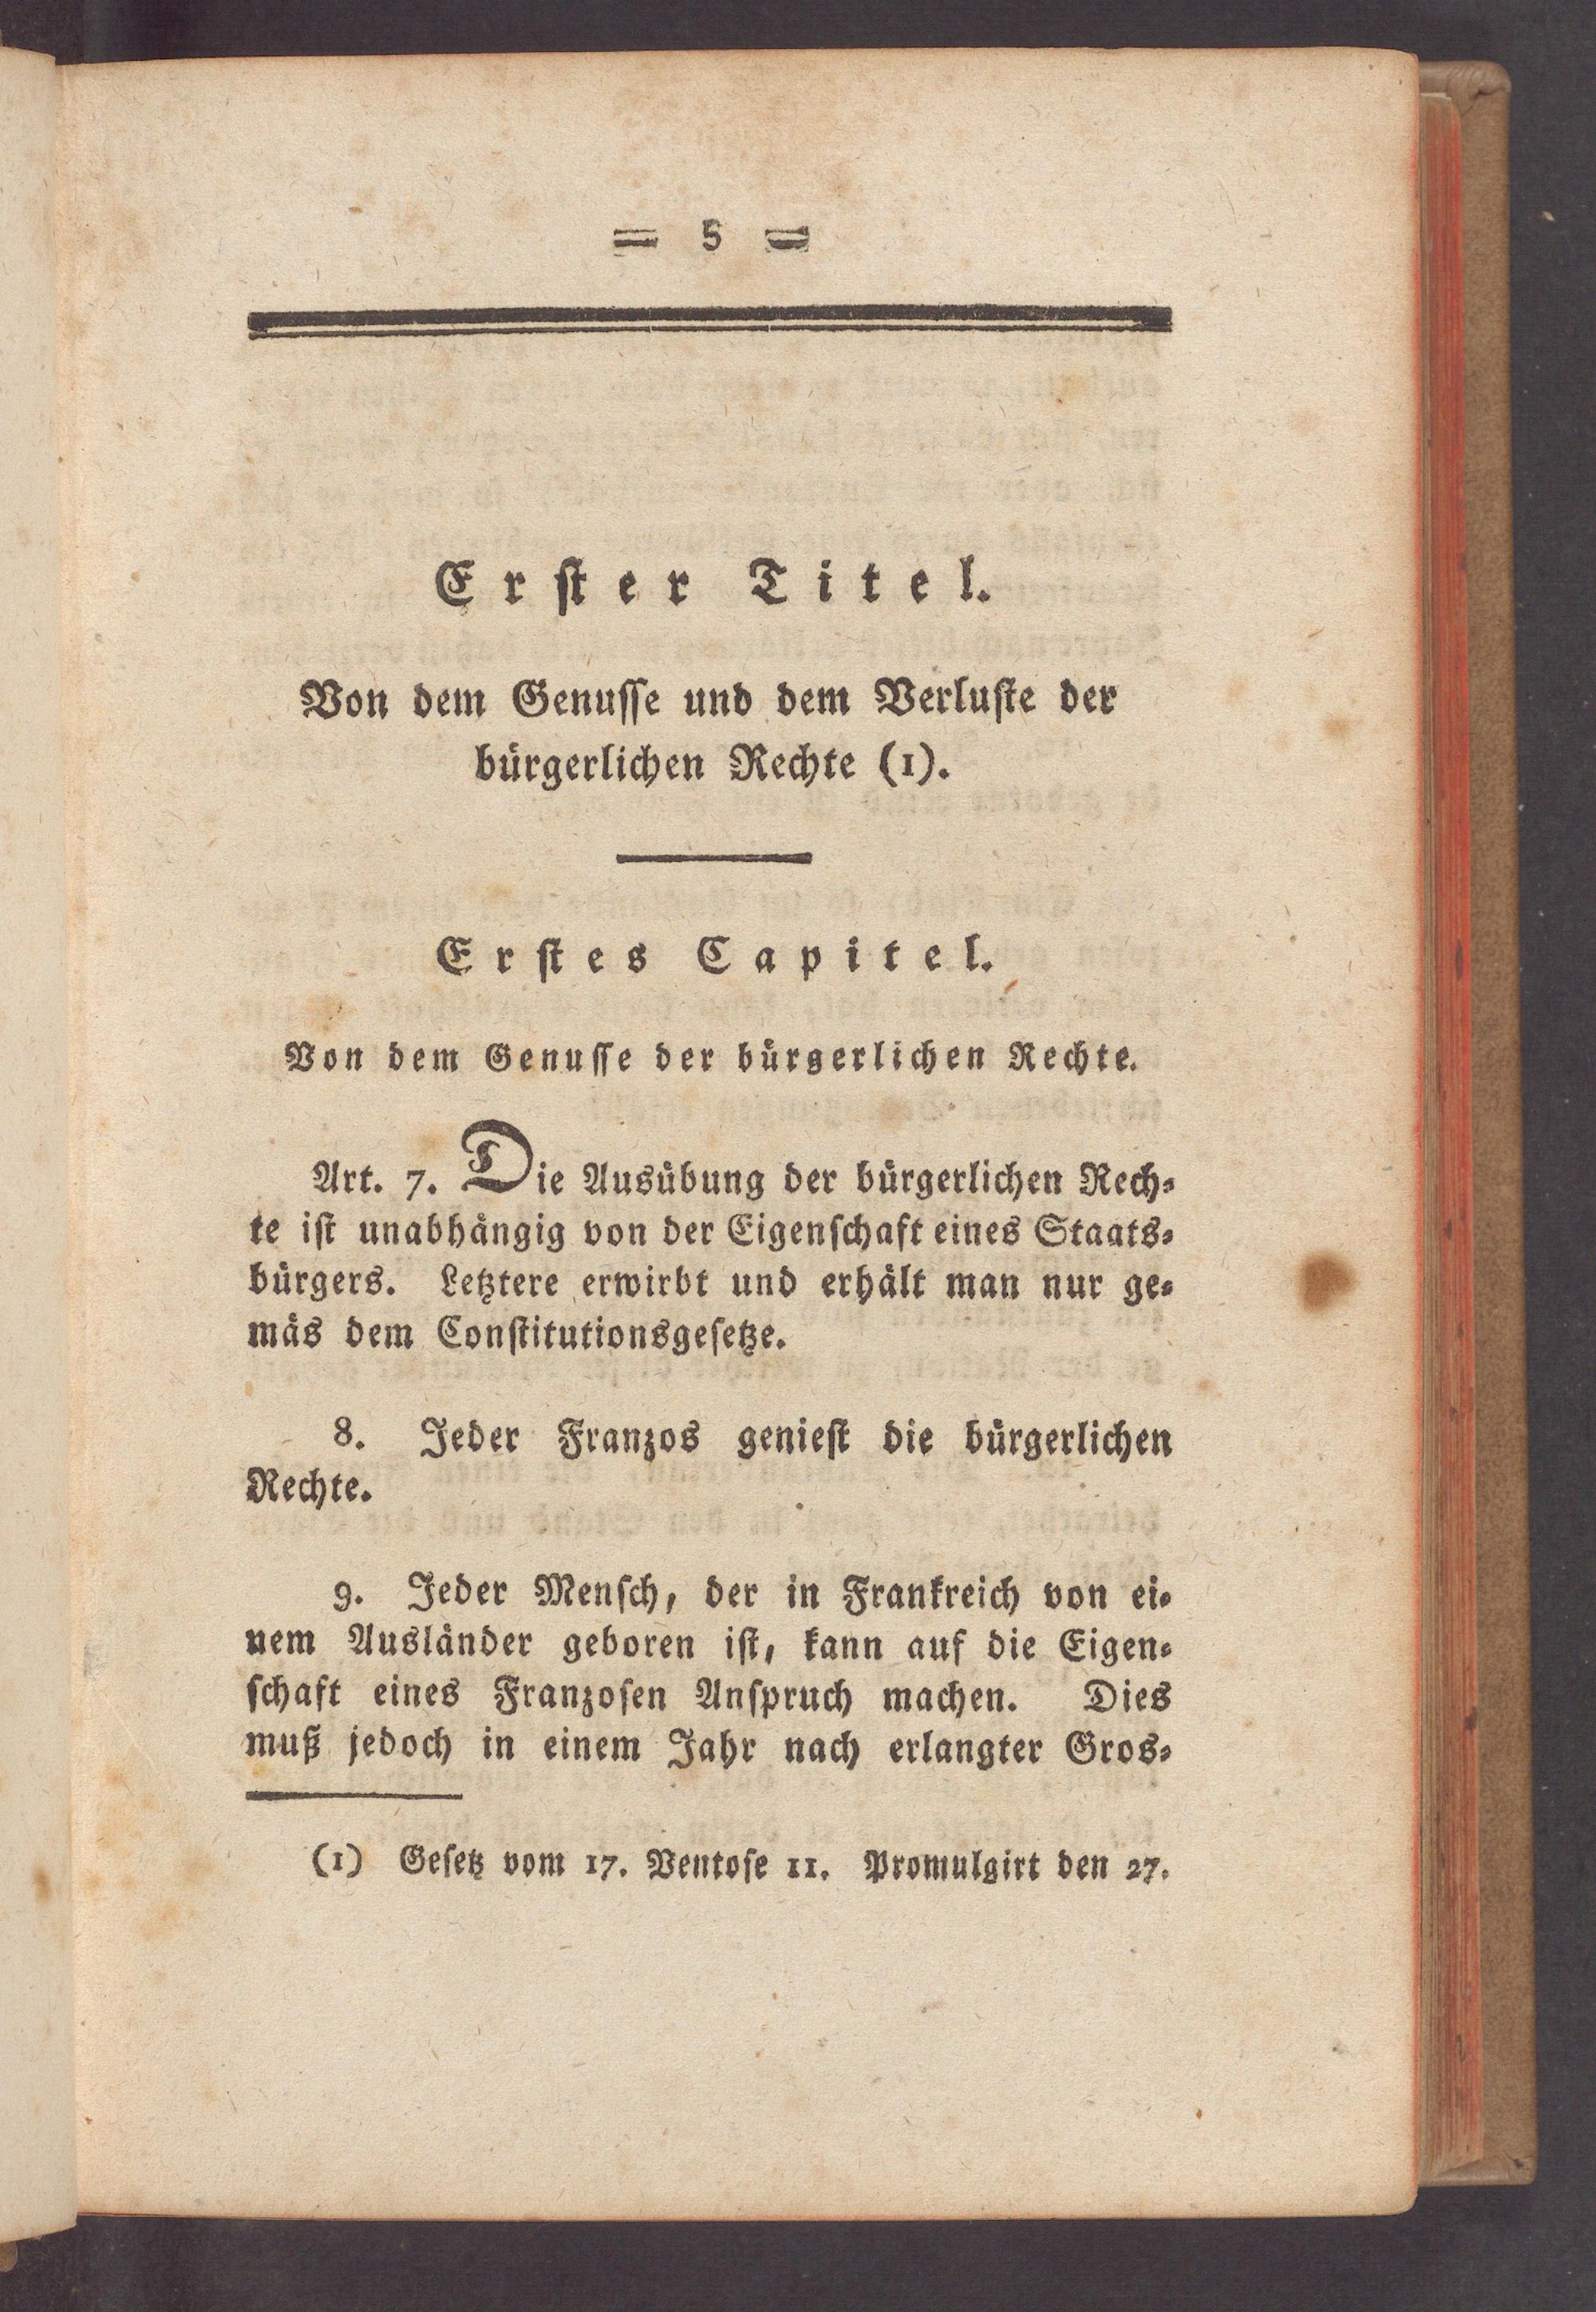 = 5 =
Erſter Titel.
Von dem Genuſſe und dem Verluſte der
bürgerlichen Rechte (1).
Erſtes Capitel.
Von dem Genuſſe der bürgerlichen Rechte.
Art. 7. Die Ausübung der bürgerlichen Rech-
te iſt unabhängig von der Eigenſchaft eines Staats-
bürgers. Letztere erwirbt und erhält man nur ge-
mäs dem Conſtitutionsgeſetze.
8. Jeder Franzos genieſt die bürgerlichen
Rechte.
9. Jeder Menſch, der in Frankreich von ei-
nem Ausländer geboren iſt, kann auf die Eigen-
ſchaft eines Franzoſen Anſpruch machen. Dies
muß jedoch in einem Jahr nach erlangter Gros-
(1) Geſetz vom 17. Ventoſe 11. Promulgirt den 27.